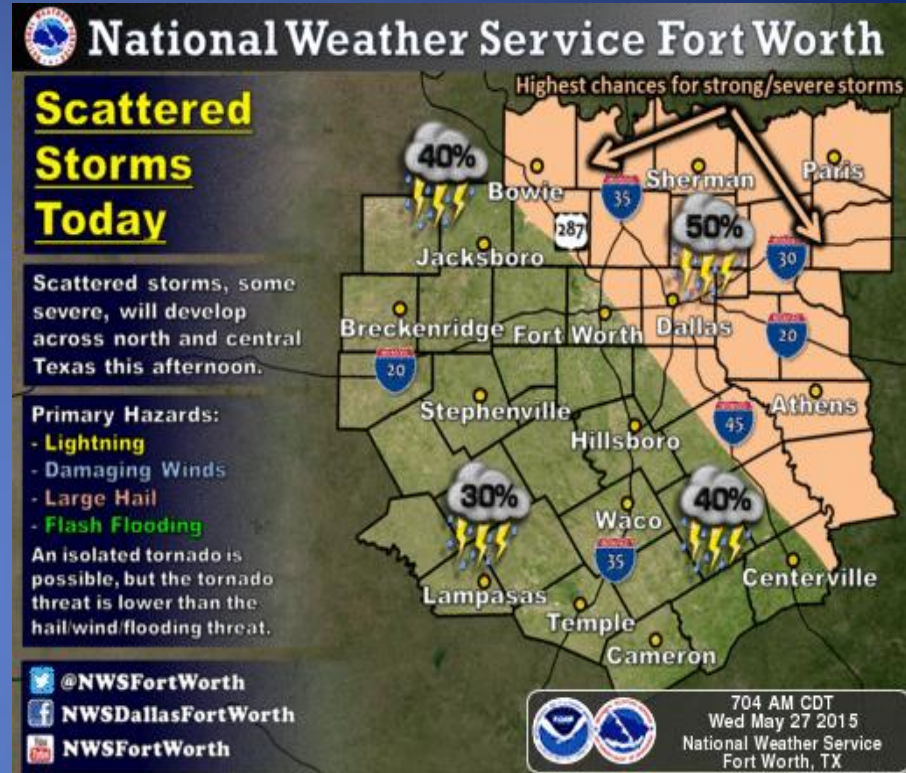 National Weather Service Fort Worth
Scattered
Storms
Today
Scattered storms, some
severe, will develop
across north and central
Texas this afternoon.
Primary Hazards:
- Lightning
- Damaging Winds
- Large Hail
- Flash Flooding
An isolated tornado is
possible, but the tornado
threat is lower than the
hail/wind/flooding threat.
@NWSFortWorth
NWSDallasFortWorth
NWSFortWorth
Highest chances for strong/severe storms
40%
Bowie
35
Sherman
Paris
287
50%
30
Jacksboro
Breckenridge
Fort Worth
Dallas
20
20
Stephenville
Athens
45
Hillsboro
30%
Waco
40%
35
Centerville
Lampasas
Temple
Cameron
704 AM CDT
Wed May 27 2015
National Weather Service
Fort Worth, TX